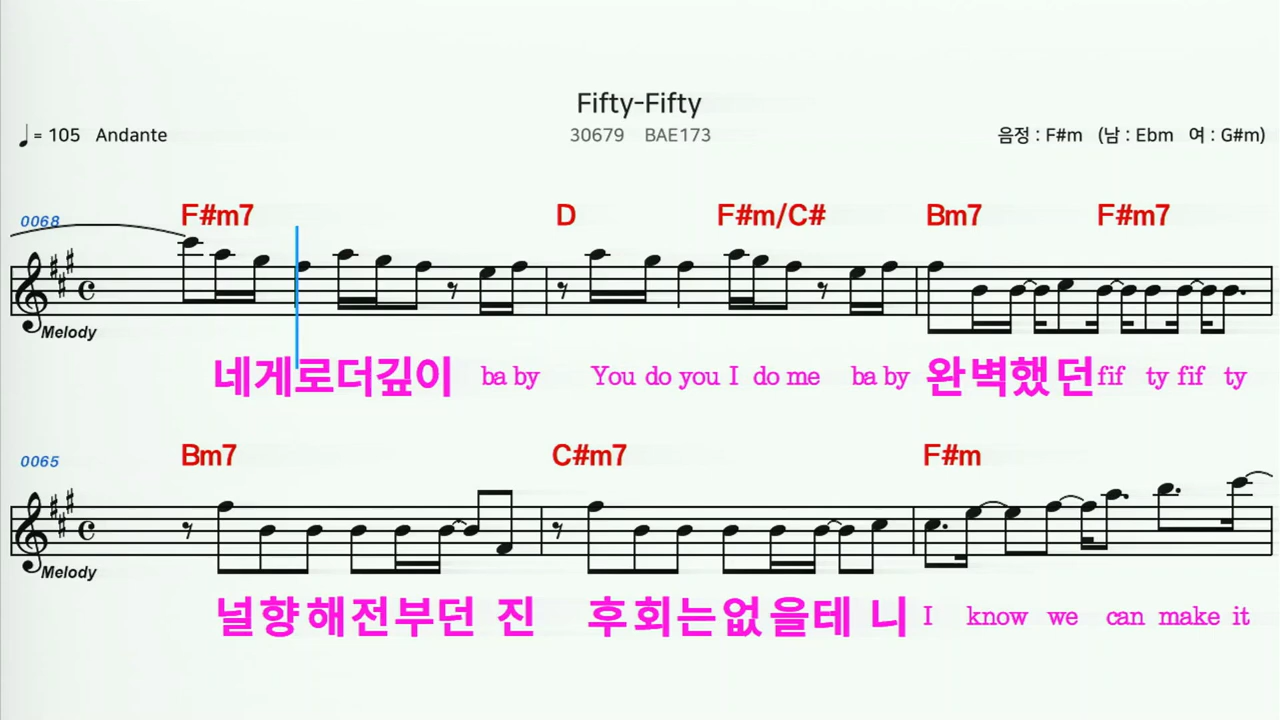 Fifty-Fifty
♩= 105 Andante
30679 BAE173
음정 : F#m (남 : Ebm 여 : G#m)
0068
F#m7 D F#m/C# Bm7 F#m7
Melody
네게로더깊이 ba by You do you I do me ba by 완벽했던 fif ty fif ty
0065
Bm7 C#m7 F#m
Melody
널향해전부던진 후회는없을테니 I know we can make it